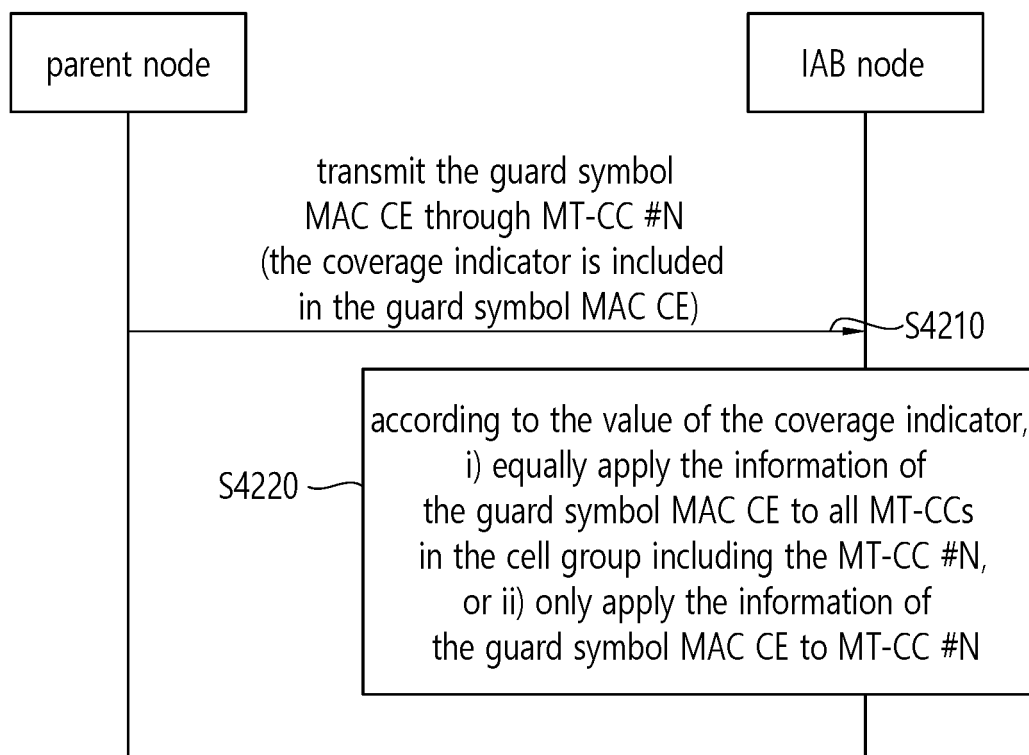 parent node
IAB node
transmit the guard symbol
MAC CE through MT-CC #N
(the coverage indicator is included
in the guard symbol MAC CE)
S4210
according to the value of the coverage indicator,
i) equally apply the information of
the guard symbol MAC CE to all MT-CCs
in the cell group including the MT-CC #N,
or ii) only apply the information of
the guard symbol MAC CE to MT-CC #N
S4220